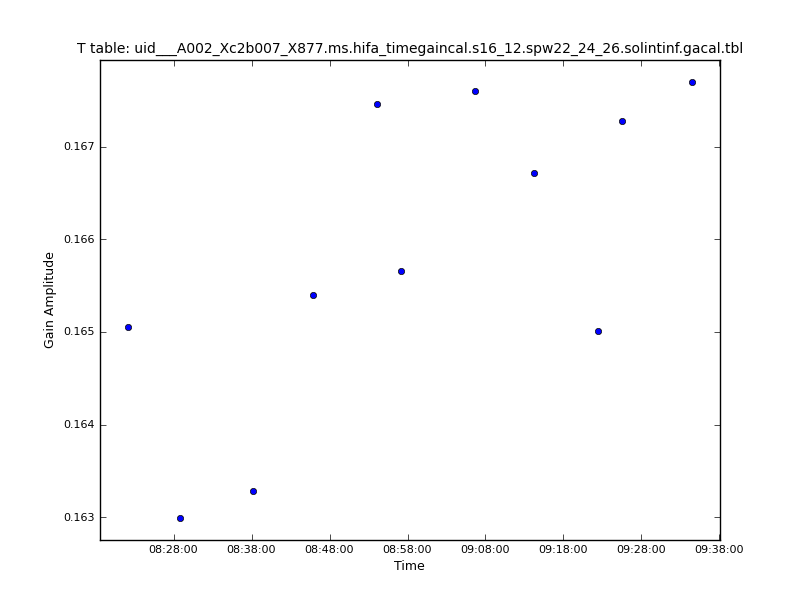 T table: uid___A002_Xc2b007_X877.ms.hifa_timegaincal.s16_12.spw22_24_26.solintinf.gacal.tbl
0.167
0.166
0.165
0.164
0.163
Gain Amplitude
08:28:00 08:38:00 08:48:00 08:58:00 09:08:00 09:18:00 09:28:00 09:38:00
Time